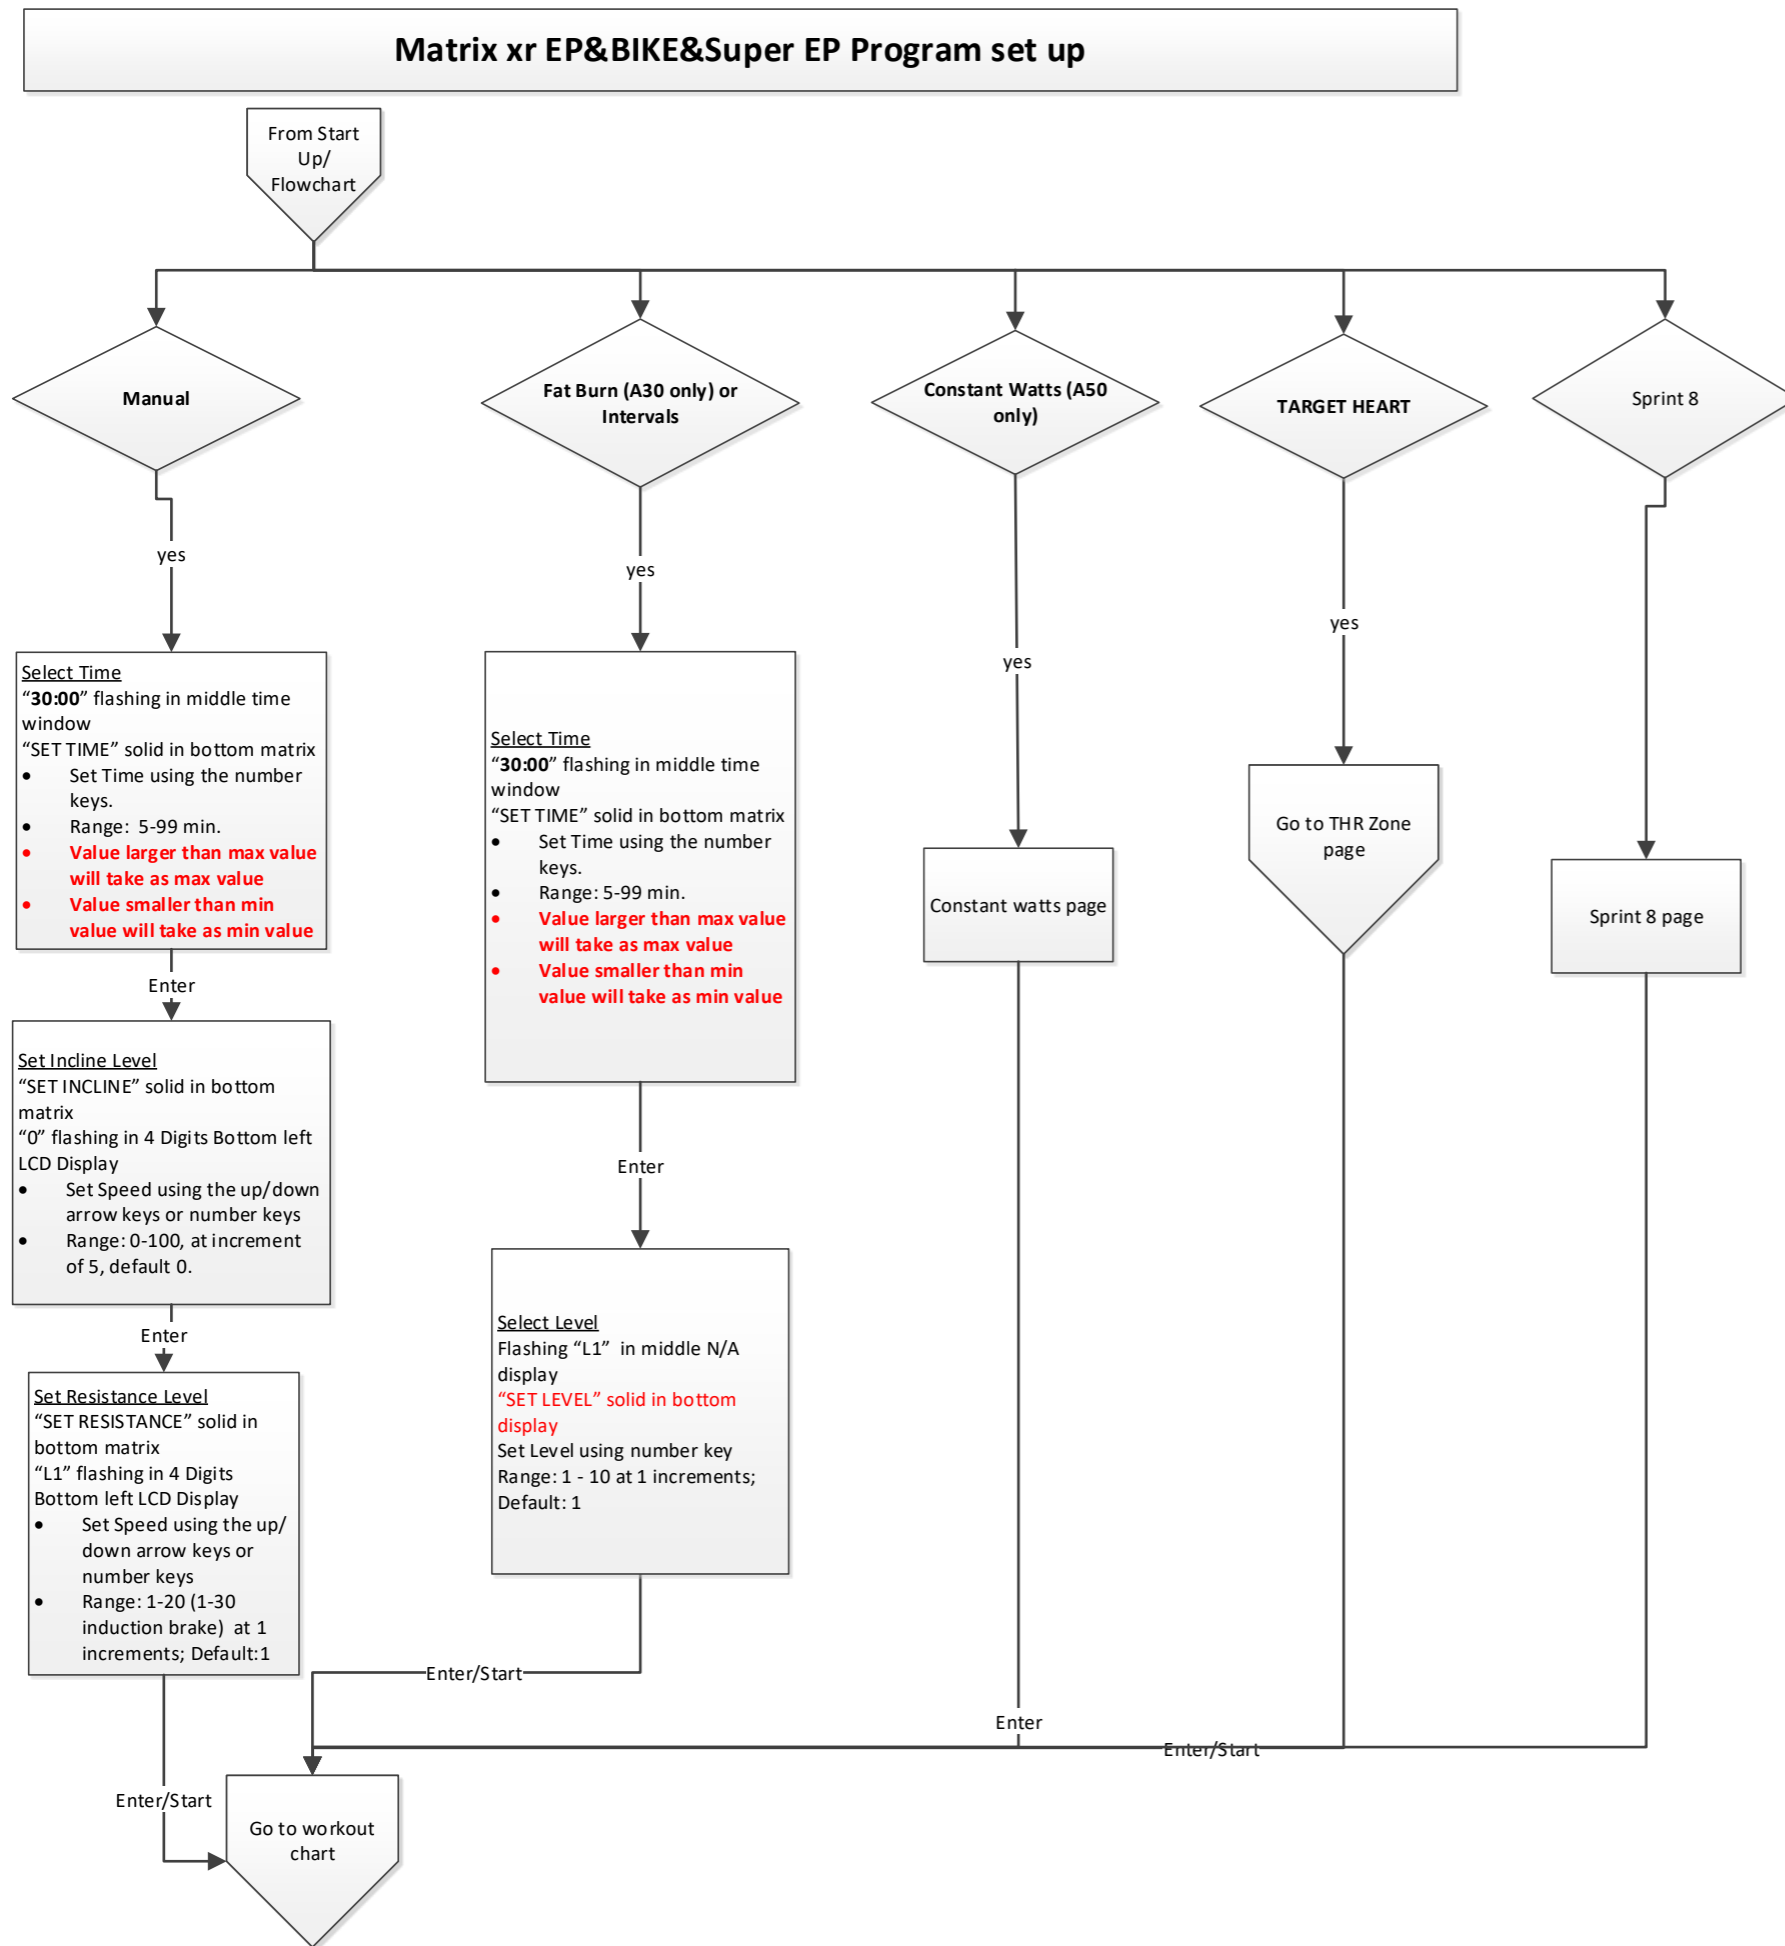 Matrix xr EP&BIKE&Super EP Program set up
From Start
Up/
Flowchart
Manual
Fat Burn (A30 only) or
Intervals
Constant Watts (A50
only)
TARGET HEART
Sprint 8
yes
yes
yes
yes
Select Time
“30:00” flashing in middle time
window
“SET TIME” solid in bottom matrix
• Set Time using the number
keys.
• Range: 5-99 min.
• Value larger than max value
will take as max value
• Value smaller than min
value will take as min value
Enter
Set Incline Level
“SET INCLINE” solid in bottom
matrix
“0” flashing in 4 Digits Bottom left
LCD Display
• Set Speed using the up/down
arrow keys or number keys
• Range: 0-100, at increment
of 5, default 0.
Enter
Set Resistance Level
“SET RESISTANCE” solid in
bottom matrix
“L1” flashing in 4 Digits
Bottom left LCD Display
• Set Speed using the up/
down arrow keys or
number keys
• Range: 1-20 (1-30
induction brake) at 1
increments; Default:1
Enter/Start
Select Time
“30:00” flashing in middle time
window
“SET TIME” solid in bottom matrix
• Set Time using the number
keys.
• Range: 5-99 min.
• Value larger than max value
will take as max value
• Value smaller than min
value will take as min value
Enter
Select Level
Flashing “L1” in middle N/A
display
“SET LEVEL” solid in bottom
display
Set Level using number key
Range: 1 - 10 at 1 increments;
Default: 1
Enter/Start
Constant watts page
Enter
Go to THR Zone
page
Enter/Start
Sprint 8 page
Go to workout
chart